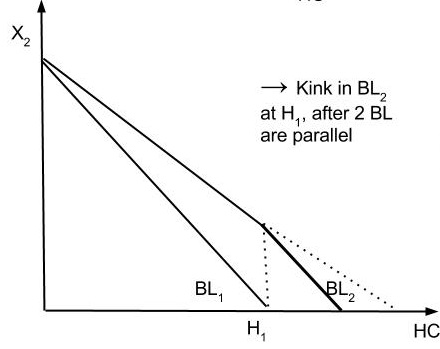 X₂
→ Kink in BL₂
at H₁, after 2 BL
are parallel
BL₁
BL₂
H₁
HC